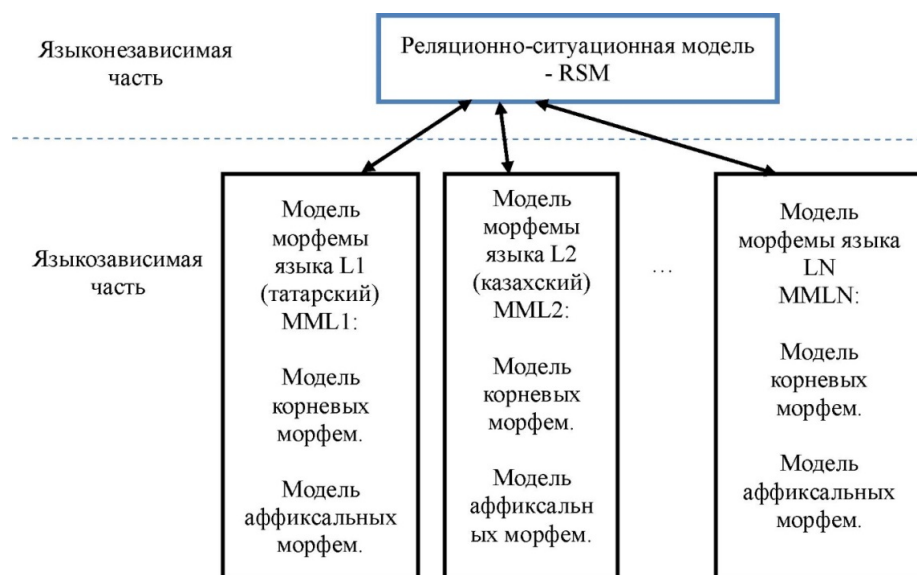 Языконезависимая
часть
Реляционно-ситуационная модель
- RSM
Языкозависимая
часть
Модель
морфемы
языка L1
(татарский)
MML1:
Модель
корневых
морфем.
Модель
аффиксальных
морфем.
Модель
морфемы
языка L2
(казахский)
MML2:
Модель
корневых
морфем.
Модель
аффиксальн
ых морфем.
...
Модель
морфемы языка
LN
MMLN:
Модель
корневых
морфем.
Модель
аффиксальных
морфем.